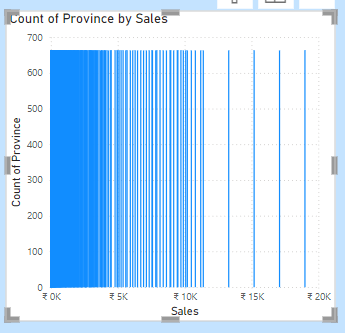 Count of Province by Sales
700
600
500
400
300
200
100
0
Count of Province
₹ 0K ₹ 5K ₹ 10K ₹ 15K ₹ 20K
Sales